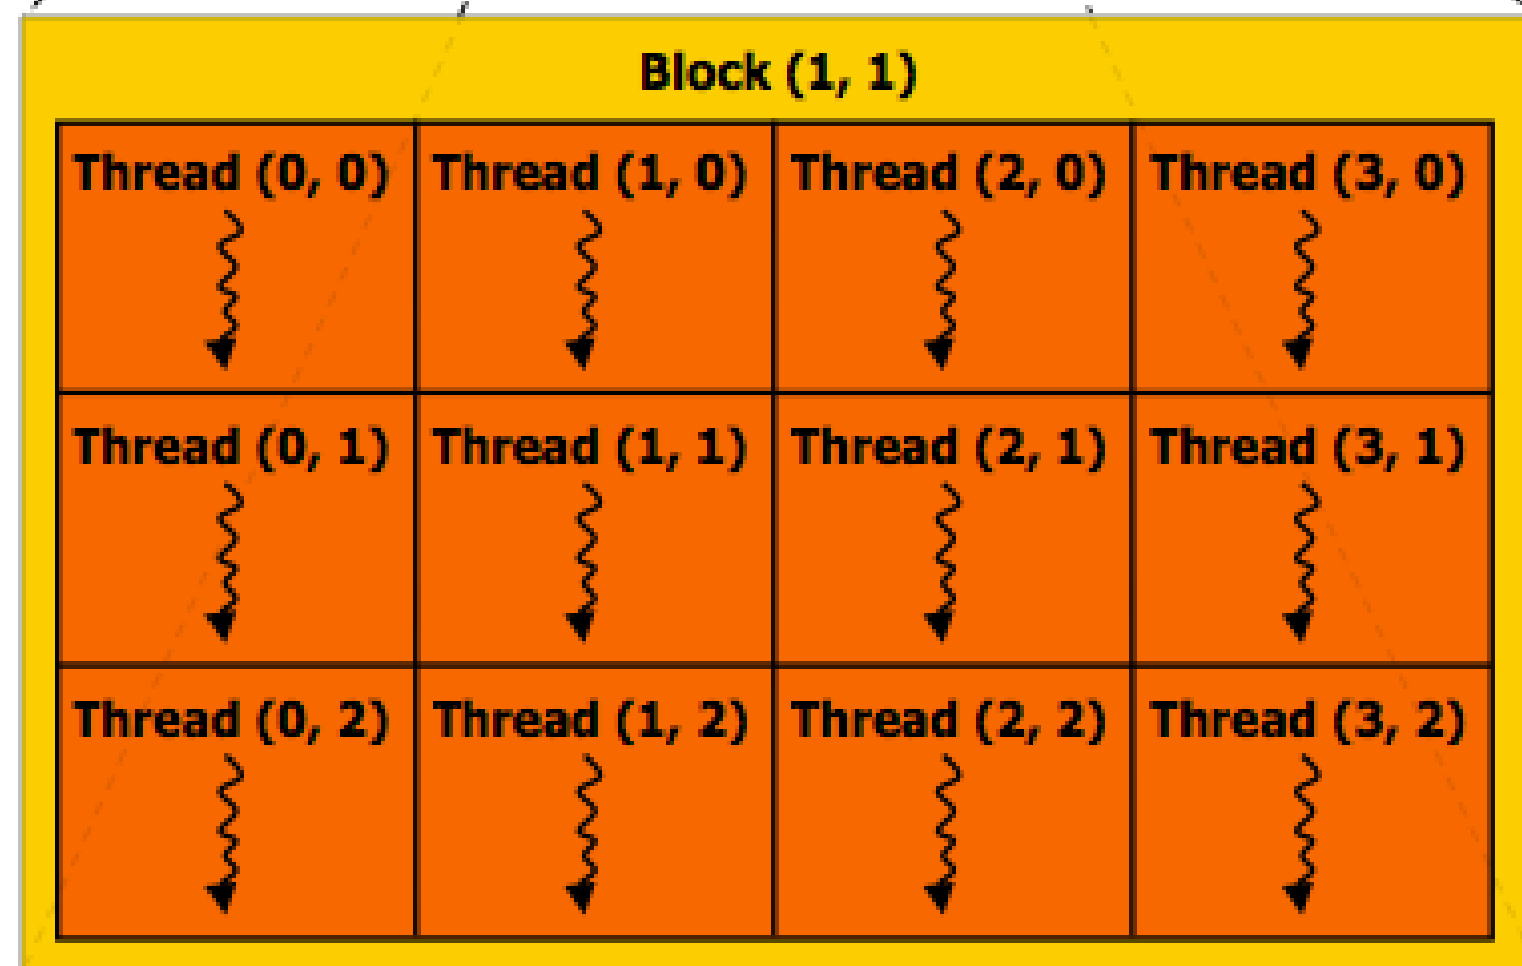 Block (1, 1)
Thread (0, 0) Thread (1, 0) Thread (2, 0) Thread (3, 0)
Thread (0, 1) Thread (1, 1) Thread (2, 1) Thread (3, 1)
Thread (0, 2) Thread (1, 2) Thread (2, 2) Thread (3, 2)